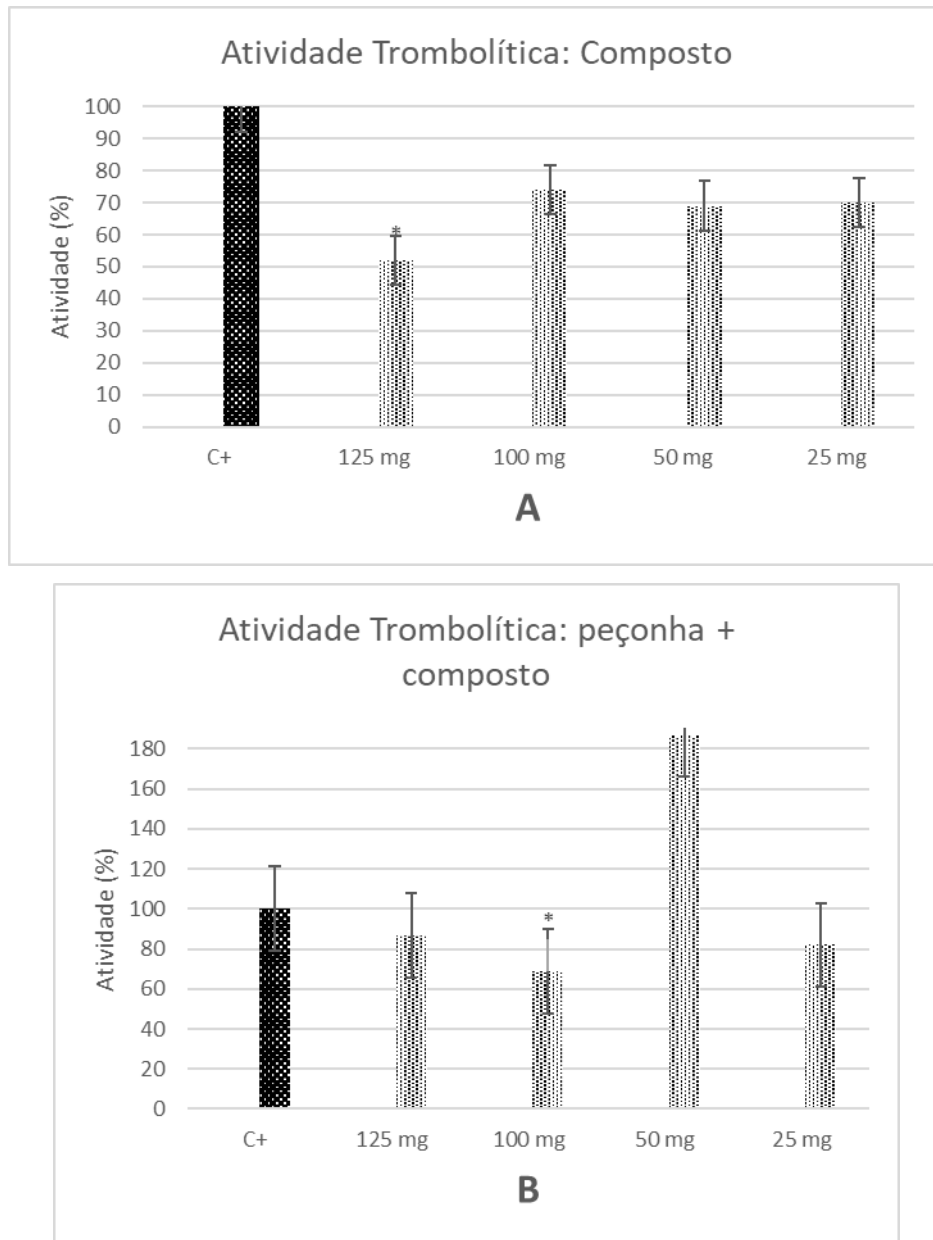 Atividade Trombolítica: Composto
Atividade (%)
100
90
80
70
60
50
40
30
20
10
0
*
C+ 125 mg 100 mg 50 mg 25 mg
A
Atividade Trombolítica: peçonha +
composto
Atividade (%)
180
160
140
120
100
80
60
40
20
0
*
C+ 125 mg 100 mg 50 mg 25 mg
B